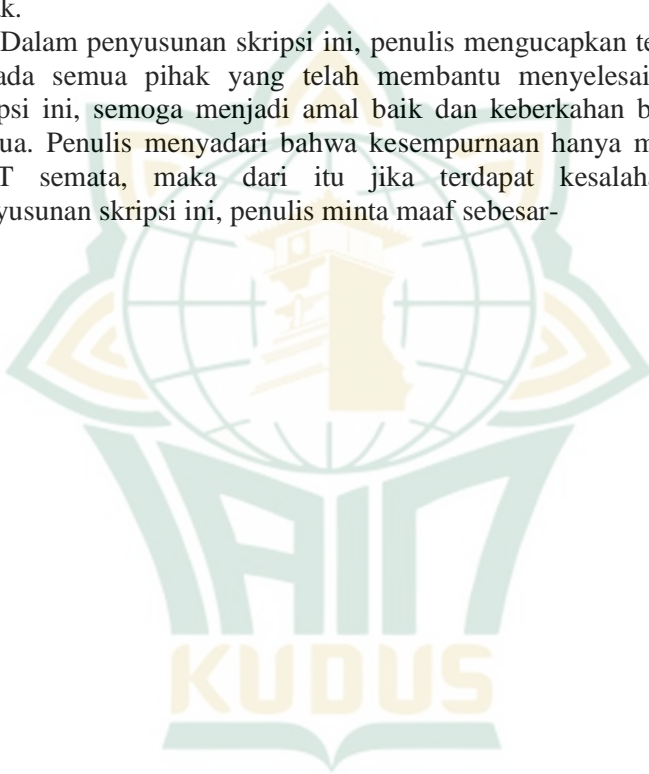 k.
Dalam penyusunan skripsi ini, penulis mengucapkan te
ada semua pihak yang telah membantu menyelesai
psi ini, semoga menjadi amal baik dan keberkahan b
ua. Penulis menyadari bahwa kesempurnaan hanya m
T semata, maka dari itu jika terdapat kesalaha
yusunan skripsi ini, penulis minta maaf sebesar-
IAIN
KUDUS